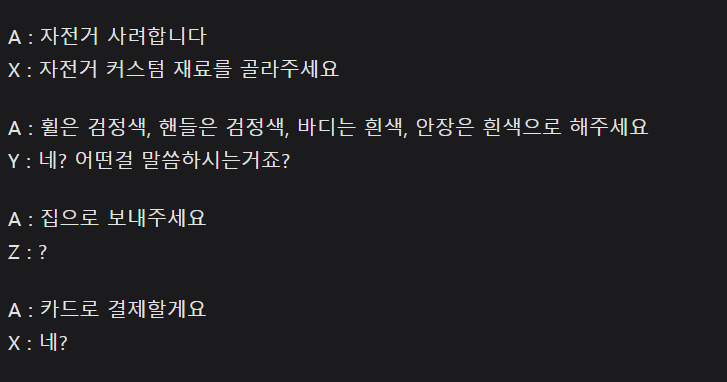 A : 자전거 사려합니다
X : 자전거 커스텀 재료를 골라주세요
A : 휠은 검정색, 핸들은 검정색, 바디는 흰색, 안장은 흰색으로 해주세요
Y : 네? 어떤걸 말씀하시는거죠?
A : 집으로 보내주세요
Z : ?
A : 카드로 결제할게요
X : 네?